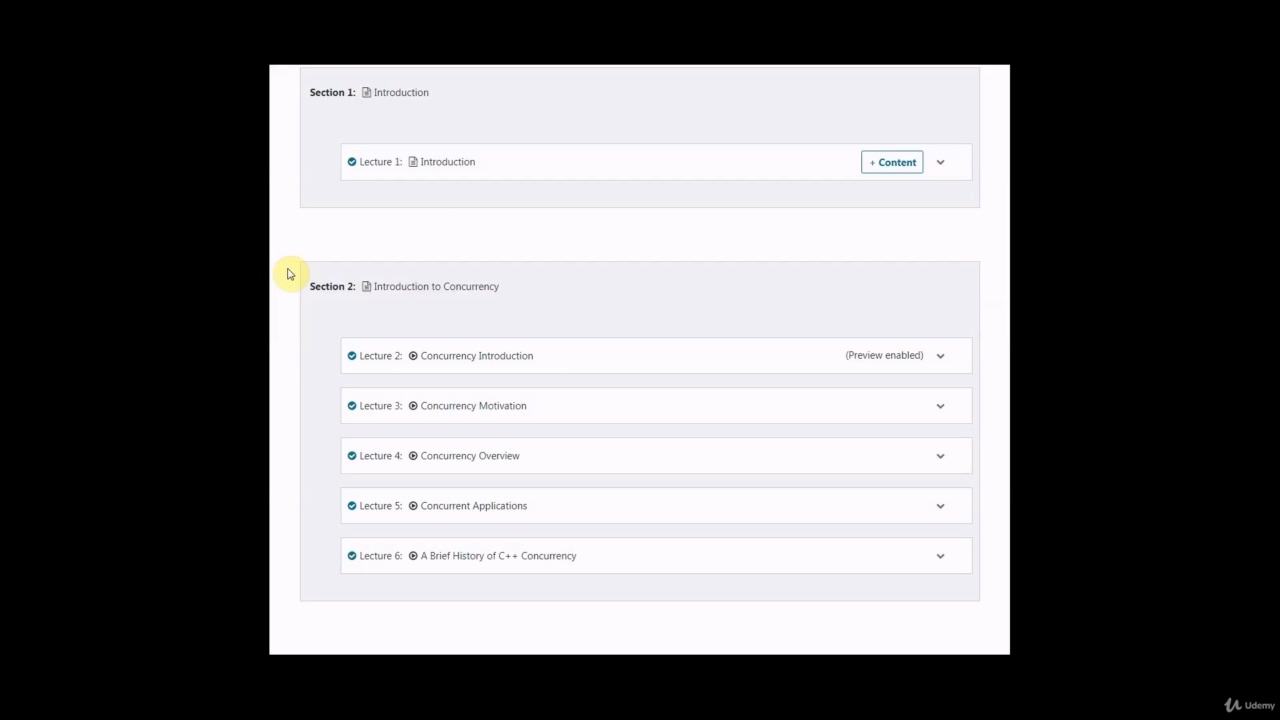 Section 1: Introduction
Lecture 1: Introduction + Content
Section 2: Introduction to Concurrency
Lecture 2: Concurrency Introduction (Preview enabled)
Lecture 3: Concurrency Motivation
Lecture 4: Concurrency Overview
Lecture 5: Concurrent Applications
Lecture 6: A Brief History of C++ Concurrency
Udemy